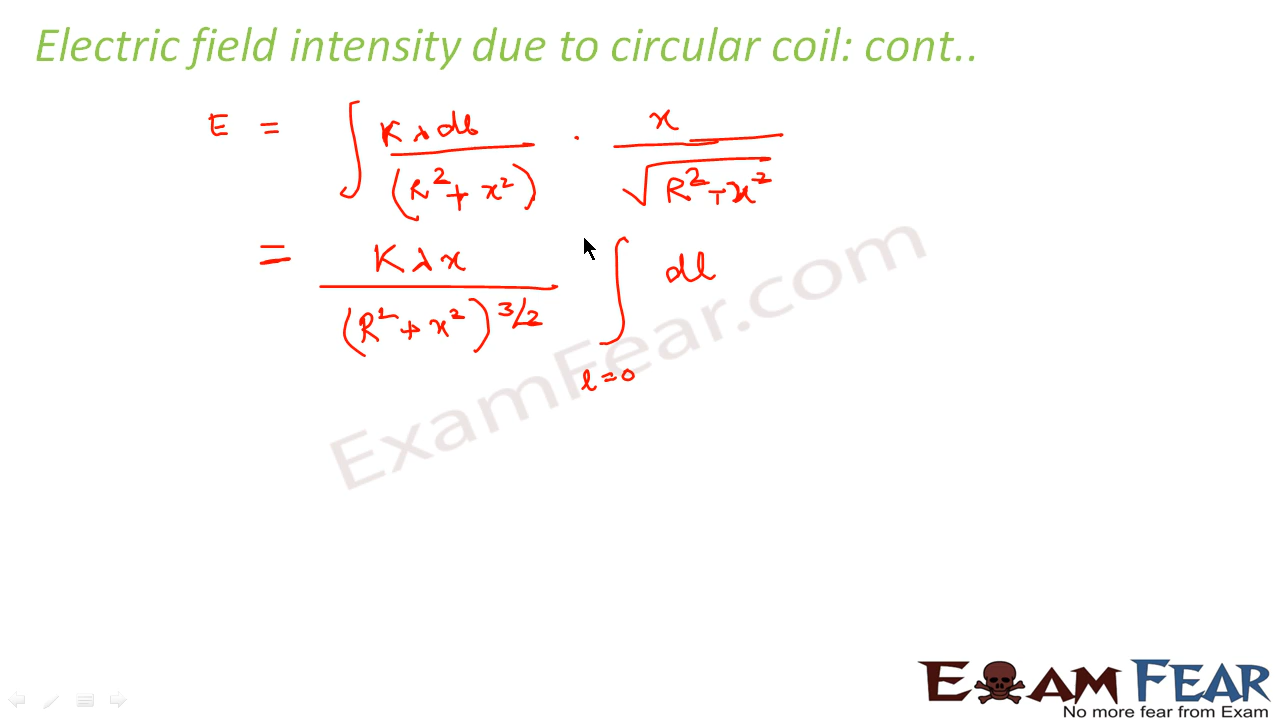 Electric field intensity due to circular coil: cont..
E = ∫ Kλdl / (R² + x²) · x / √(R² + x²)
= Kλx / (R² + x²)^3/2 ∫ dl
l = 0
ExamFear.com
EXAM FEAR
No more fear from Exam